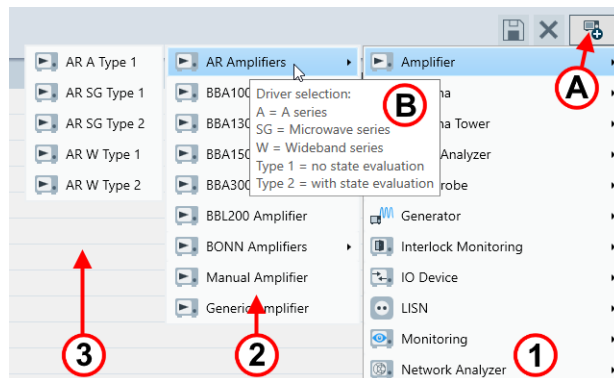 A
AR A Type 1
AR SG Type 1
AR SG Type 2
AR W Type 1
AR W Type 2
3
AR Amplifiers
BBA100
BBA130
BBA150
BBA300
BBL200 Amplifier
BONN Amplifiers
Manual Amplifier
Generic Amplifier
2
Driver selection:
A = A series
SG = Microwave series
W = Wideband series
Type 1 = no state evaluation
Type 2 = with state evaluation
B
Amplifier
Tower
Analyzer
Generator
Interlock Monitoring
IO Device
LISN
Monitoring
Network Analyzer
1